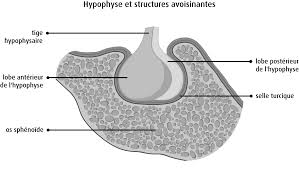 Hypophyse et structures avoisinantes
tige
hypophysaire
lobe postérieur
de l'hypophyse
lobe antérieur
de l'hypophyse
selle turcique
os sphénoïde